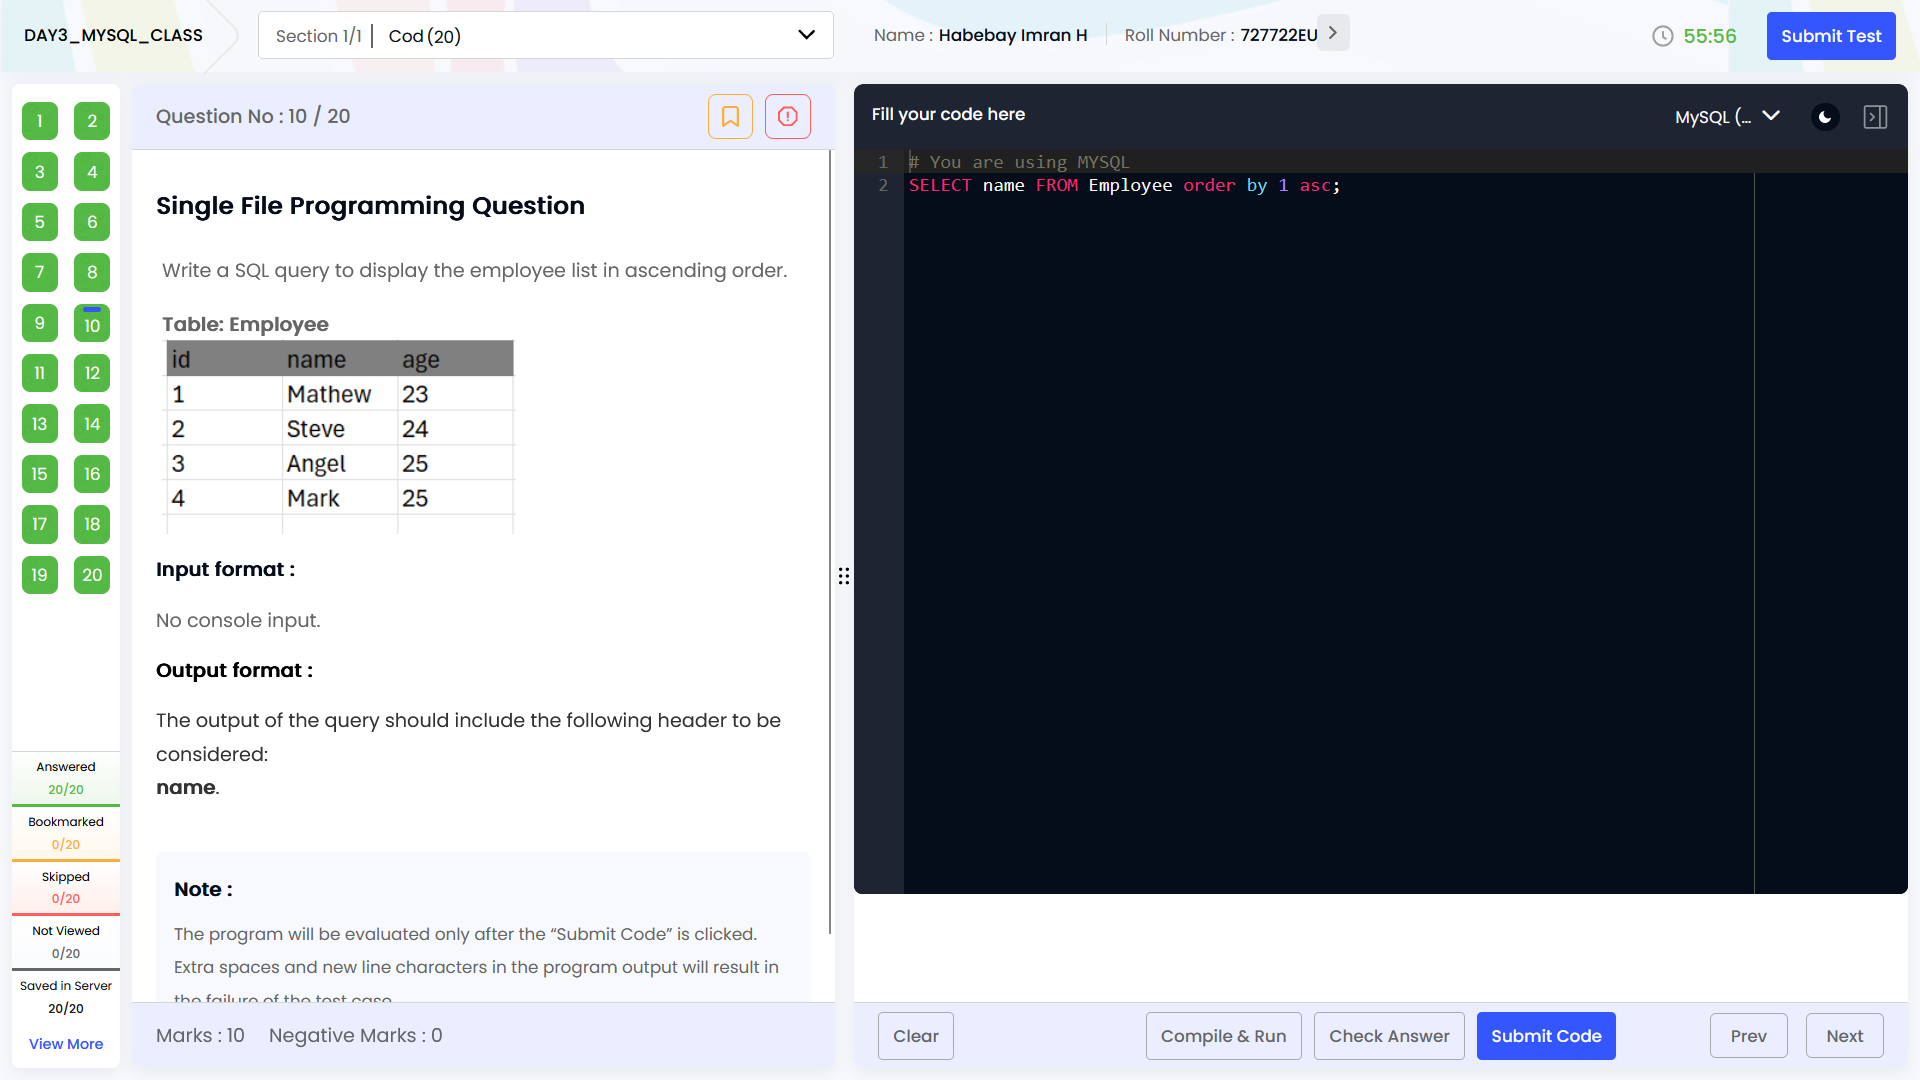 DAY3_MYSQL_CLASS
Section 1/1 | Cod (20)
Name : Habebay Imran H
Roll Number : 727722EU
55:56
Submit Test
1 2
3 4
5 6
7 8
9 10
11 12
13 14
15 16
17 18
19 20
Answered
20/20
Bookmarked
0/20
Skipped
0/20
Not Viewed
0/20
Saved in Server
20/20
View More
Question No : 10 / 20
Single File Programming Question
Write a SQL query to display the employee list in ascending order.
Table: Employee
id name age
1 Mathew 23
2 Steve 24
3 Angel 25
4 Mark 25
Input format :
No console input.
Output format :
The output of the query should include the following header to be
considered:
name.
Note :
The program will be evaluated only after the “Submit Code” is clicked.
Extra spaces and new line characters in the program output will result in
the failure of the test case
Marks : 10 Negative Marks : 0
Fill your code here
MySQL (...
1 # You are using MYSQL
2 SELECT name FROM Employee order by 1 asc;
Clear
Compile & Run
Check Answer
Submit Code
Prev
Next